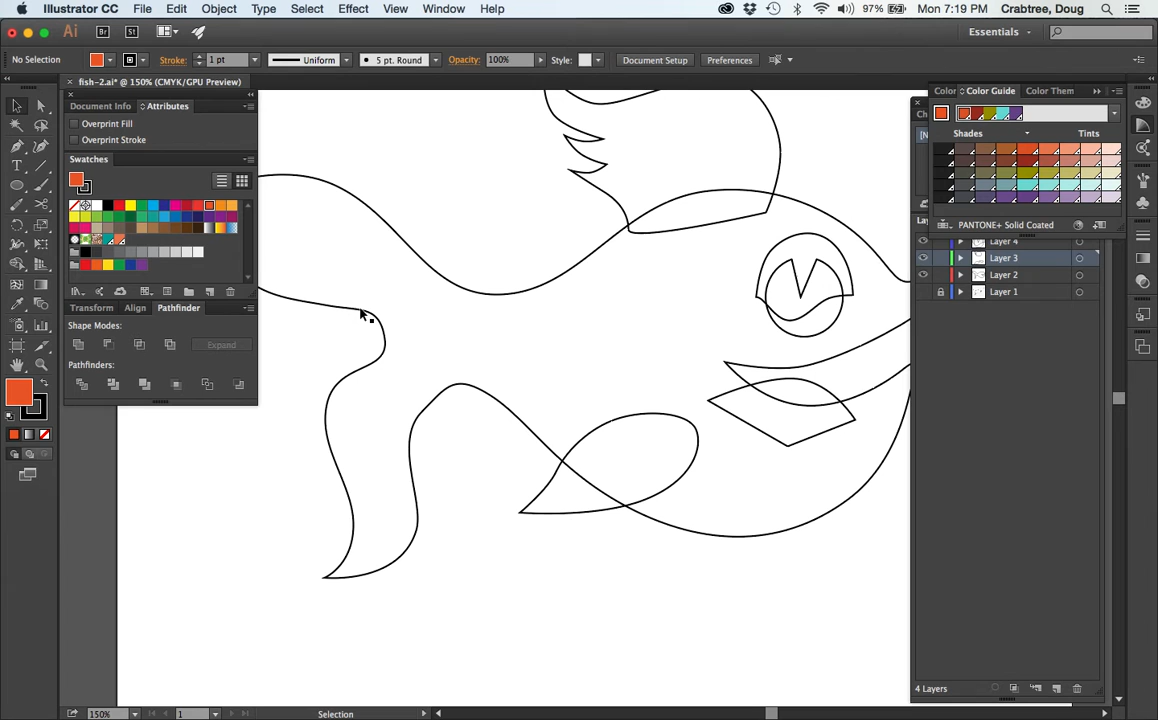 Illustrator CC File Edit Object Type Select Effect View Window Help 97% Mon 7:19 PM Crabtree, Doug
Ai Br St Essentials
No Selection Stroke: 1 pt Uniform 5 pt. Round Opacity: 100% Style: Document Setup Preferences
fish-2.ai* @ 150% (CMYK/GPU Preview)
Document Info Attributes
Overprint Fill
Overprint Stroke
Swatches
Transform Align Pathfinder
Shape Modes:
Expand
Pathfinders:
Color Color Guide Color Them
Shades Tints
PANTONE+ Solid Coated
Layer 4
Layer 3
Layer 2
Layer 1
4 Layers
150% 1 Selection